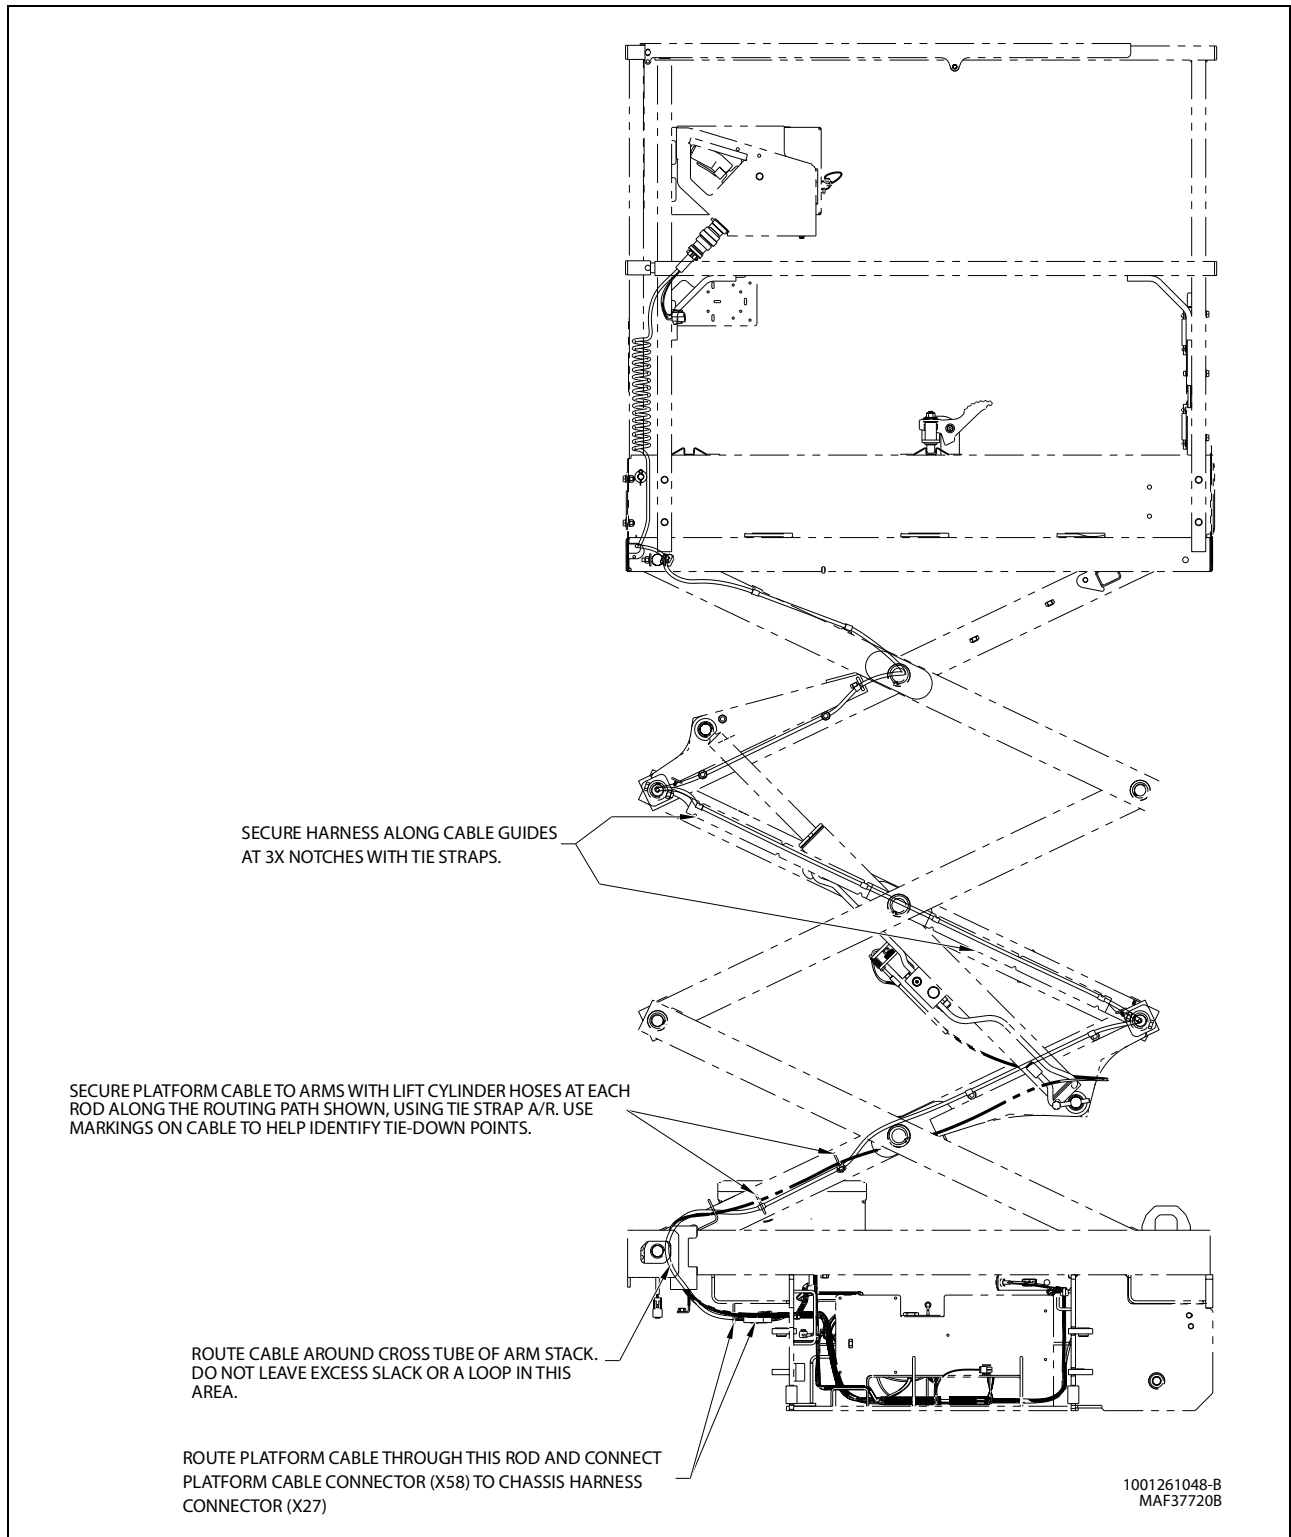 SECURE HARNESS ALONG CABLE GUIDES
AT 3X NOTCHES WITH TIE STRAPS.
SECURE PLATFORM CABLE TO ARMS WITH LIFT CYLINDER HOSES AT EACH
ROD ALONG THE ROUTING PATH SHOWN, USING TIE STRAP A/R. USE
MARKINGS ON CABLE TO HELP IDENTIFY TIE-DOWN POINTS.
ROUTE CABLE AROUND CROSS TUBE OF ARM STACK.
DO NOT LEAVE EXCESS SLACK OR A LOOP IN THIS
AREA.
ROUTE PLATFORM CABLE THROUGH THIS ROD AND CONNECT
PLATFORM CABLE CONNECTOR (X58) TO CHASSIS HARNESS
CONNECTOR (X27)
1001261048-B
MAF37720B